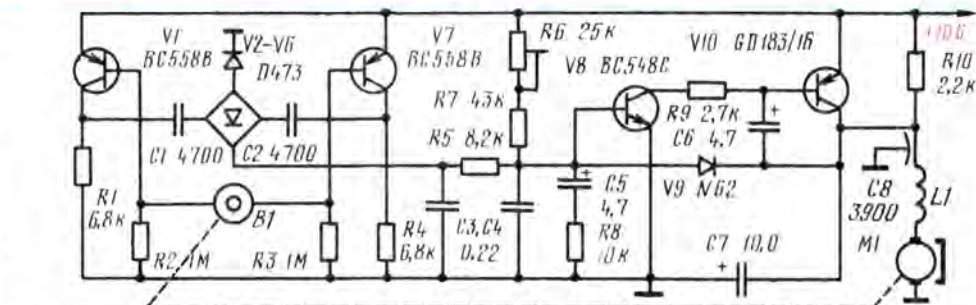 V1
BC558B
V2-V6
Д473
V7
BC558B
R6 25к
V8 BC548C
V10 GD183/16
R10
2,2к
R7 43к
R5 8,2к
R9 2,7к
C6 4,7
C1 4700
C2 4700
R1
6,8к
B1
R2 1М
R3 1М
R4
6,8к
C3,C4
0,22
C5
4,7
R8
10к
V9 N62
C7 10,0
C8
3900
L1
M1